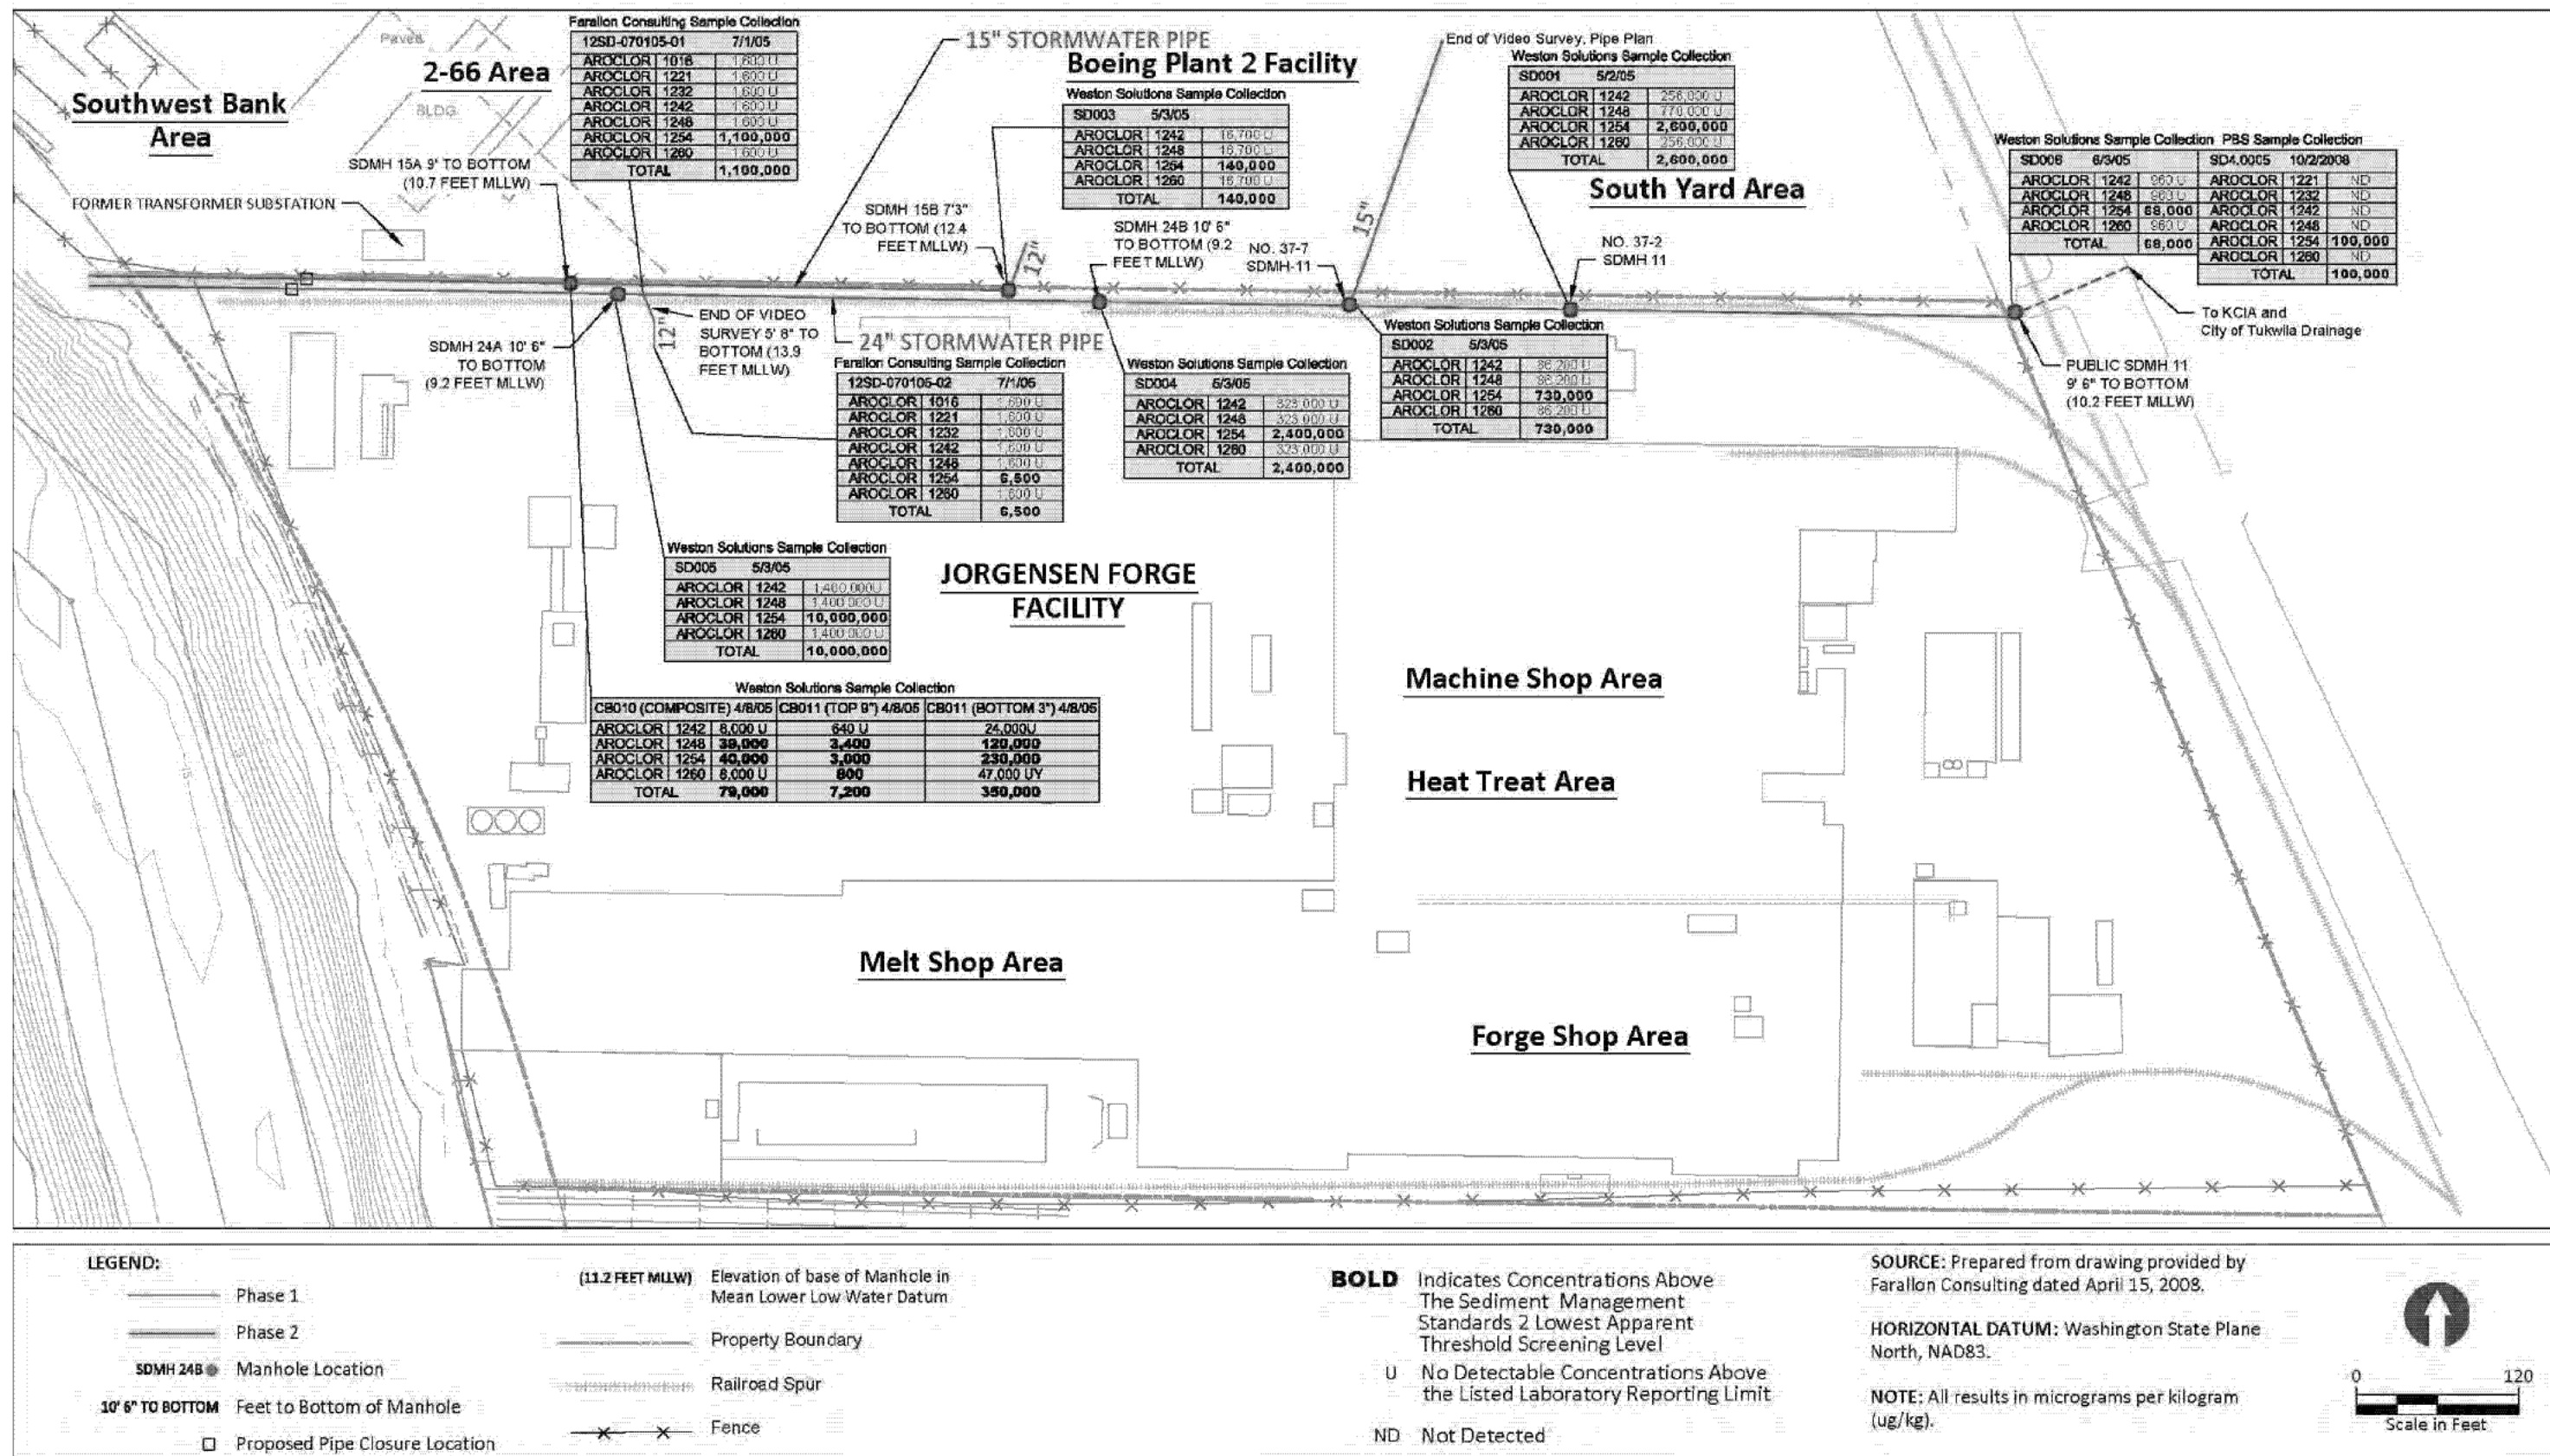 Southwest Bank
Area
Paved
2-66 Area
BLDG.
SDMH 15A 9' TO BOTTOM
(10.7 FEET MLLW)
FORMER TRANSFORMER SUBSTATION
Farallon Consulting Sample Collection
12SD-070105-01 7/1/05
AROCLOR 1016 1,600 U
AROCLOR 1221 1,600 U
AROCLOR 1232 1,600 U
AROCLOR 1242 1,600 U
AROCLOR 1248 1,600 U
AROCLOR 1254 1,100,000
AROCLOR 1260 1,600 U
TOTAL 1,100,000
15" STORMWATER PIPE
Boeing Plant 2 Facility
Weston Solutions Sample Collection
SD003 5/3/05
AROCLOR 1242 16,700 U
AROCLOR 1248 16,700 U
AROCLOR 1254 140,000
AROCLOR 1260 16,700 U
TOTAL 140,000
SDMH 15B 7'3"
TO BOTTOM (12.4
FEET MLLW)
12"
SDMH 24B 10' 6"
TO BOTTOM (9.2
FEET MLLW)
NO. 37-7
SDMH-11
15"
End of Video Survey, Pipe Plan
Weston Solutions Sample Collection
SD001 5/2/05
AROCLOR 1242 256,000 U
AROCLOR 1248 770,000 U
AROCLOR 1254 2,600,000
AROCLOR 1260 256,000 U
TOTAL 2,600,000
South Yard Area
NO. 37-2
SDMH 11
Weston Solutions Sample Collection PBS Sample Collection
SD006 6/3/05 SD4.0005 10/2/2008
AROCLOR 1242 960 U AROCLOR 1221 ND
AROCLOR 1248 960 U AROCLOR 1232 ND
AROCLOR 1254 68,000 AROCLOR 1242 ND
AROCLOR 1260 960 U AROCLOR 1248 ND
TOTAL 68,000 AROCLOR 1254 100,000
AROCLOR 1260 ND
TOTAL 100,000
To KCIA and
City of Tukwila Drainage
PUBLIC SDMH 11
9' 6" TO BOTTOM
(10.2 FEET MLLW)
SDMH 24A 10' 6"
TO BOTTOM
(9.2 FEET MLLW)
12"
END OF VIDEO
SURVEY 5' 8" TO
BOTTOM (13.9
FEET MLLW)
24" STORMWATER PIPE
Farallon Consulting Sample Collection
12SD-070105-02 7/1/05
AROCLOR 1016 1,600 U
AROCLOR 1221 1,600 U
AROCLOR 1232 1,600 U
AROCLOR 1242 1,600 U
AROCLOR 1248 1,600 U
AROCLOR 1254 6,500
AROCLOR 1260 1,600 U
TOTAL 6,500
Weston Solutions Sample Collection
SD004 5/3/05
AROCLOR 1242 323,000 U
AROCLOR 1248 323,000 U
AROCLOR 1254 2,400,000
AROCLOR 1260 323,000 U
TOTAL 2,400,000
Weston Solutions Sample Collection
SD002 5/3/05
AROCLOR 1242 86,200 U
AROCLOR 1248 86,200 U
AROCLOR 1254 730,000
AROCLOR 1260 86,200 U
TOTAL 730,000
Weston Solutions Sample Collection
SD005 5/3/05
AROCLOR 1242 1,400,000U
AROCLOR 1248 1,400,000 U
AROCLOR 1254 10,000,000
AROCLOR 1260 1,400,000 U
TOTAL 10,000,000
JORGENSEN FORGE
FACILITY
Weston Solutions Sample Collection
CB010 (COMPOSITE) 4/8/05 CB011 (TOP 9") 4/8/05 CB011 (BOTTOM 3") 4/8/05
AROCLOR 1242 8,000 U 640 U 24,000U
AROCLOR 1248 39,000 3,400 120,000
AROCLOR 1254 40,000 3,000 230,000
AROCLOR 1260 8,000 U 800 47,000 UY
TOTAL 79,000 7,200 350,000
Machine Shop Area
Heat Treat Area
Melt Shop Area
Forge Shop Area
LEGEND:
Phase 1
Phase 2
SDMH 24B Manhole Location
10' 6" TO BOTTOM Feet to Bottom of Manhole
Proposed Pipe Closure Location
(11.2 FEET MLLW) Elevation of base of Manhole in
Mean Lower Low Water Datum
Property Boundary
Railroad Spur
Fence
BOLD Indicates Concentrations Above
The Sediment Management
Standards 2 Lowest Apparent
Threshold Screening Level
U No Detectable Concentrations Above
the Listed Laboratory Reporting Limit
ND Not Detected
SOURCE: Prepared from drawing provided by
Farallon Consulting dated April 15, 2008.
HORIZONTAL DATUM: Washington State Plane
North, NAD83.
NOTE: All results in micrograms per kilogram
(ug/kg).
0 120
Scale in Feet